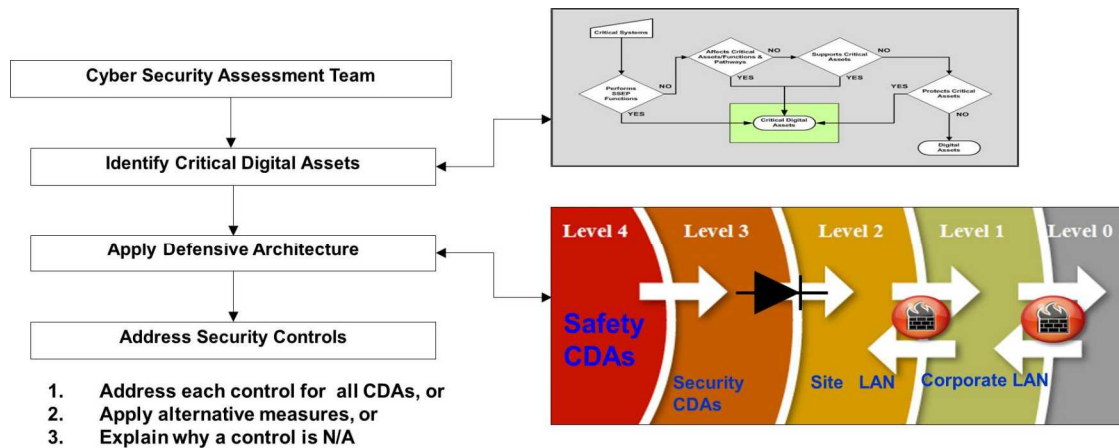 Cyber Security Assessment Team
Identify Critical Digital Assets
Apply Defensive Architecture
Address Security Controls
1. Address each control for all CDAs, or
2. Apply alternative measures, or
3. Explain why a control is N/A
Critical Systems
Performs
SSEP
Functions
NO
YES
Affects Critical
Assets/Functions &
Pathways
NO
YES
Supports Critical
Assets
NO
YES
Protects Critical
Assets
YES
NO
Critical Digital
Assets
Digital
Assets
Level 4
Level 3
Level 2
Level 1
Level 0
Safety
CDAs
Security
CDAs
Site LAN
Corporate LAN